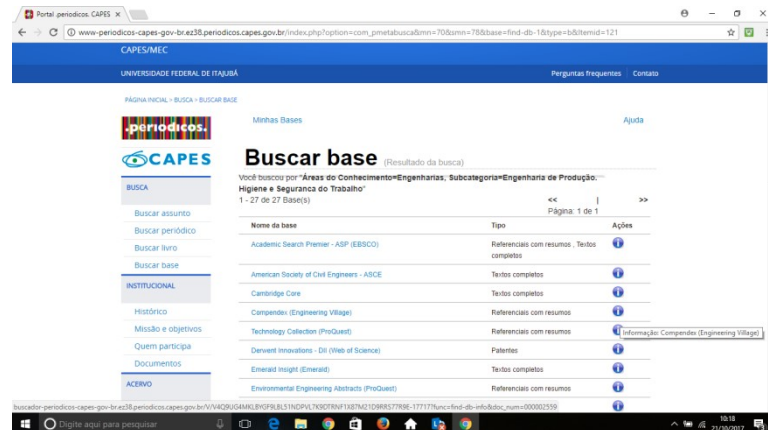 Portal .periodicos. CAPES
www-periodicos-capes-gov-br.ez38.periodicos.capes.gov.br/index.php?option=com_pmetabusca&mn=70&smn=78&base=find-db-1&type=b&Itemid=121
CAPES/MEC
UNIVERSIDADE FEDERAL DE ITAJUBÁ
Perguntas frequentes
Contato
PÁGINA INICIAL > BUSCA > BUSCAR BASE
.periodicos.
CAPES
BUSCA
Buscar assunto
Buscar periódico
Buscar livro
Buscar base
INSTITUCIONAL
Histórico
Missão e objetivos
Quem participa
Documentos
ACERVO
Minhas Bases
Ajuda
Buscar base (Resultado da busca)
Você buscou por "Áreas do Conhecimento=Engenharias, Subcategoria=Engenharia de Produção,
Higiene e Seguranca do Trabalho"
1 - 27 de 27 Base(s)
<< | >>
Página: 1 de 1
Nome da base Tipo Ações
Academic Search Premier - ASP (EBSCO) Referenciais com resumos , Textos
completos
American Society of Civil Engineers - ASCE Textos completos
Cambridge Core Textos completos
Compendex (Engineering Village) Referenciais com resumos
Technology Collection (ProQuest) Referenciais com resumos
Informação: Compendex (Engineering Village)
Derwent Innovations - DII (Web of Science) Patentes
Emerald Insight (Emerald) Textos completos
Environmental Engineering Abstracts (ProQuest) Referenciais com resumos
Digite aqui para pesquisar
10:18
21/10/2017